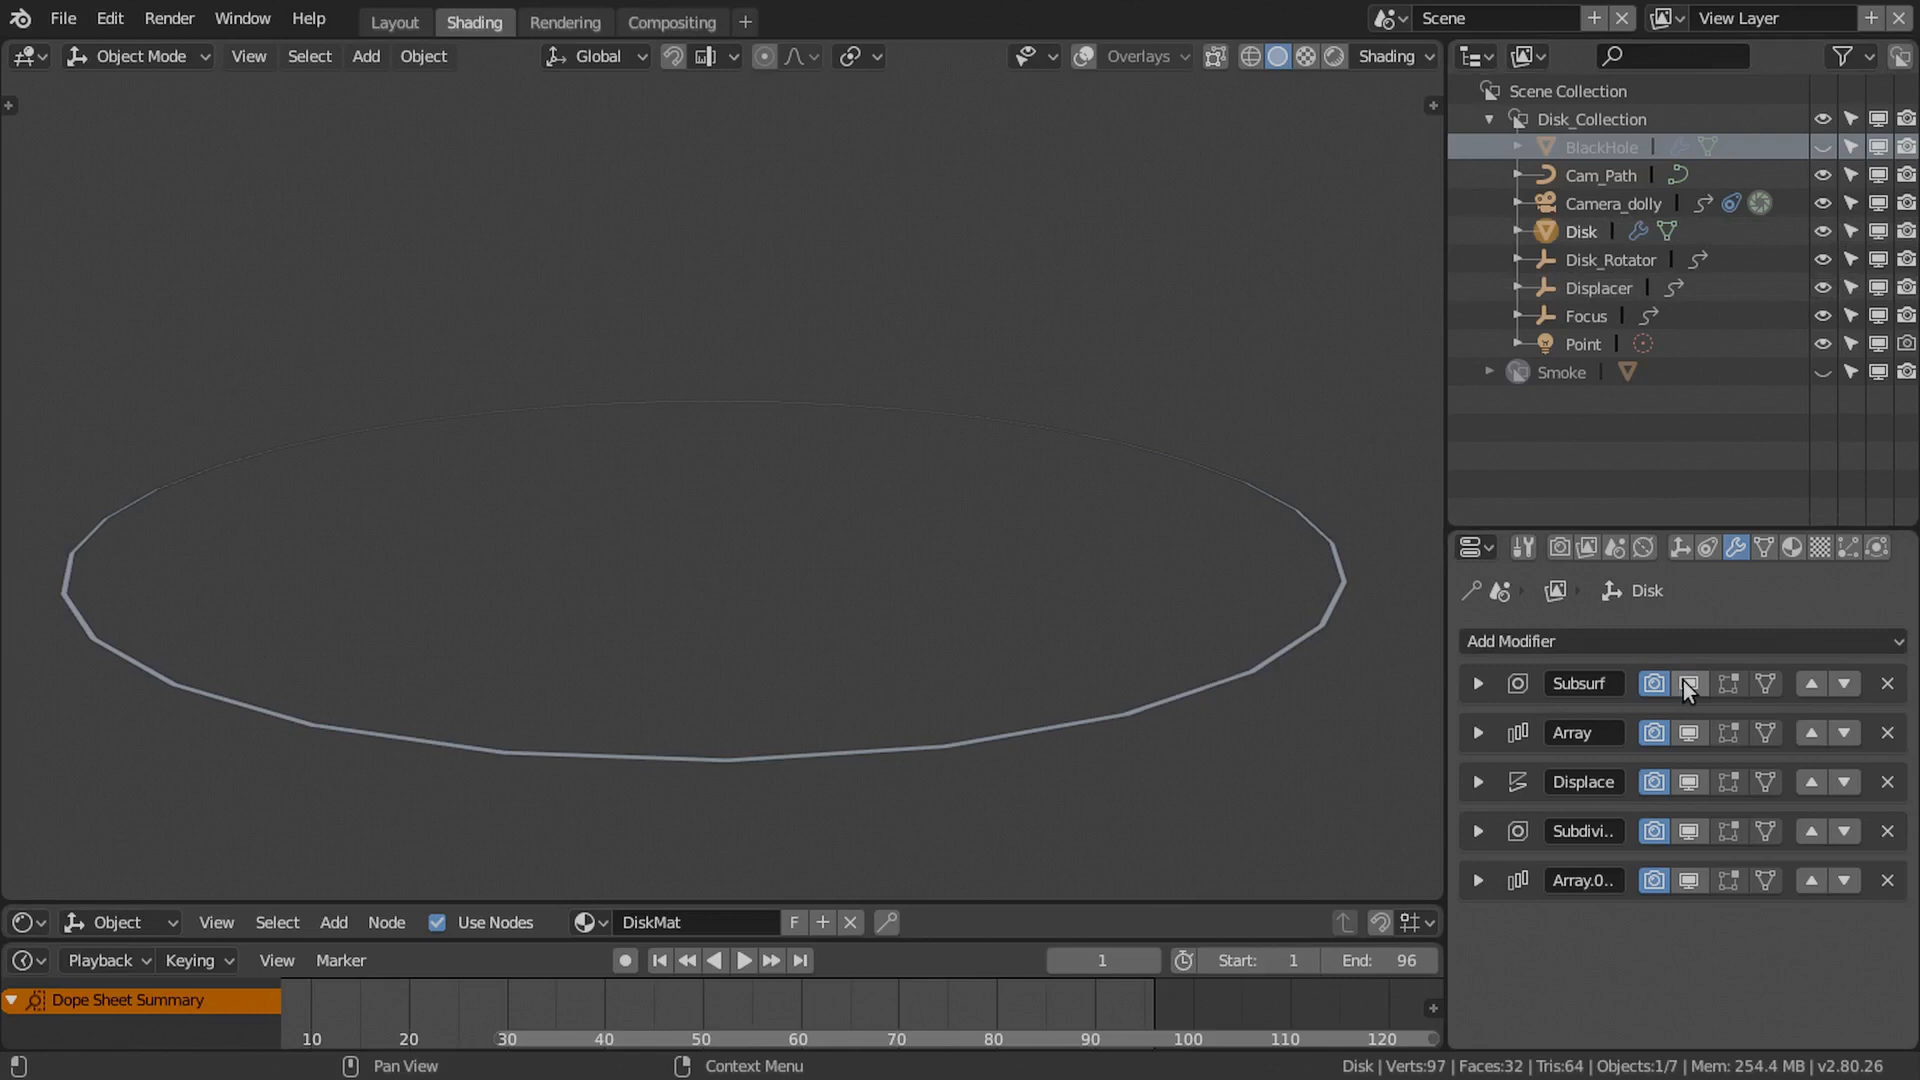 File Edit Render Window Help Layout Shading Rendering Compositing Scene View Layer
Object Mode View Select Add Object Global Overlays Shading
Scene Collection
Disk_Collection
BlackHole
Cam_Path
Camera_dolly
Disk
Disk_Rotator
Displacer
Focus
Point
Smoke
Disk
Add Modifier
Subsurf
Array
Displace
Subdivi..
Array.0..
Object View Select Add Node Use Nodes DiskMat F
Playback Keying View Marker 1 Start: 1 End: 96
Dope Sheet Summary
10 20 30 40 50 60 70 80 90 100 110 120
Pan View Context Menu Disk | Verts:97 | Faces:32 | Tris:64 | Objects:1/7 | Mem: 254.4 MB | v2.80.26